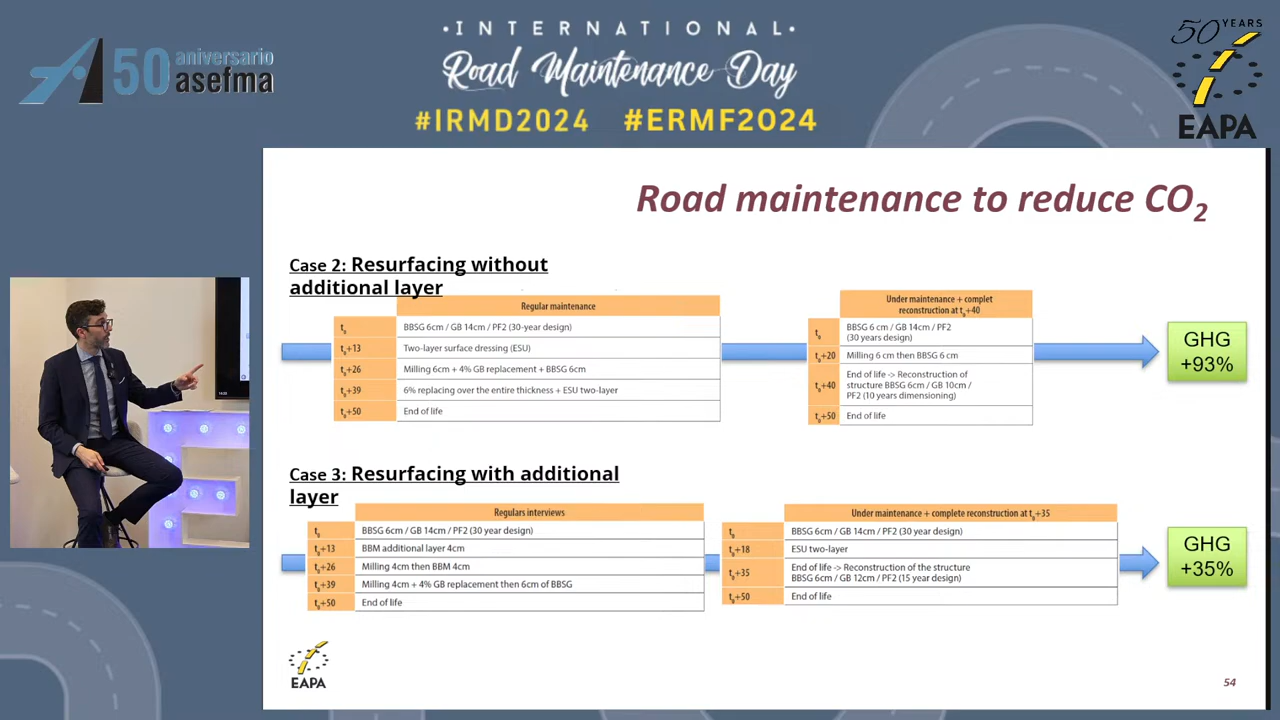 ·INTERNATIONAL·
Road Maintenance Day
#IRMD2024 #ERMF2024
50 aniversario
asefma
50 YEARS
EAPA
Road maintenance to reduce CO2
Case 2: Resurfacing without
additional layer
Regular maintenance
t0 BBSG 6cm / GB 14cm / PF2 (30-year design)
t0+13 Two-layer surface dressing (ESU)
t0+26 Milling 6cm + 4% GB replacement + BBSG 6cm
t0+39 6% replacing over the entire thickness + ESU two-layer
t0+50 End of life
Under maintenance + complet
reconstruction at t0+40
t0 BBSG 6 cm / GB 14cm / PF2
(30 years design)
t0+20 Milling 6 cm then BBSG 6 cm
t0+40 End of life -> Reconstruction of
structure BBSG 6cm / GB 10cm /
PF2 (10 years dimensioning)
t0+50 End of life
GHG
+93%
Case 3: Resurfacing with additional
layer
Regulars interviews
t0 BBSG 6cm / GB 14cm / PF2 (30 year design)
t0+13 BBM additional layer 4cm
t0+26 Milling 4cm then BBM 4cm
t0+39 Milling 4cm + 4% GB replacement then 6cm of BBSG
t0+50 End of life
Under maintenance + complete reconstruction at t0+35
t0 BBSG 6cm / GB 14cm / PF2 (30 year design)
t0+18 ESU two-layer
t0+35 End of life -> Reconstruction of the structure
BBSG 6cm / GB 12cm / PF2 (15 year design)
t0+50 End of life
GHG
+35%
EAPA
54